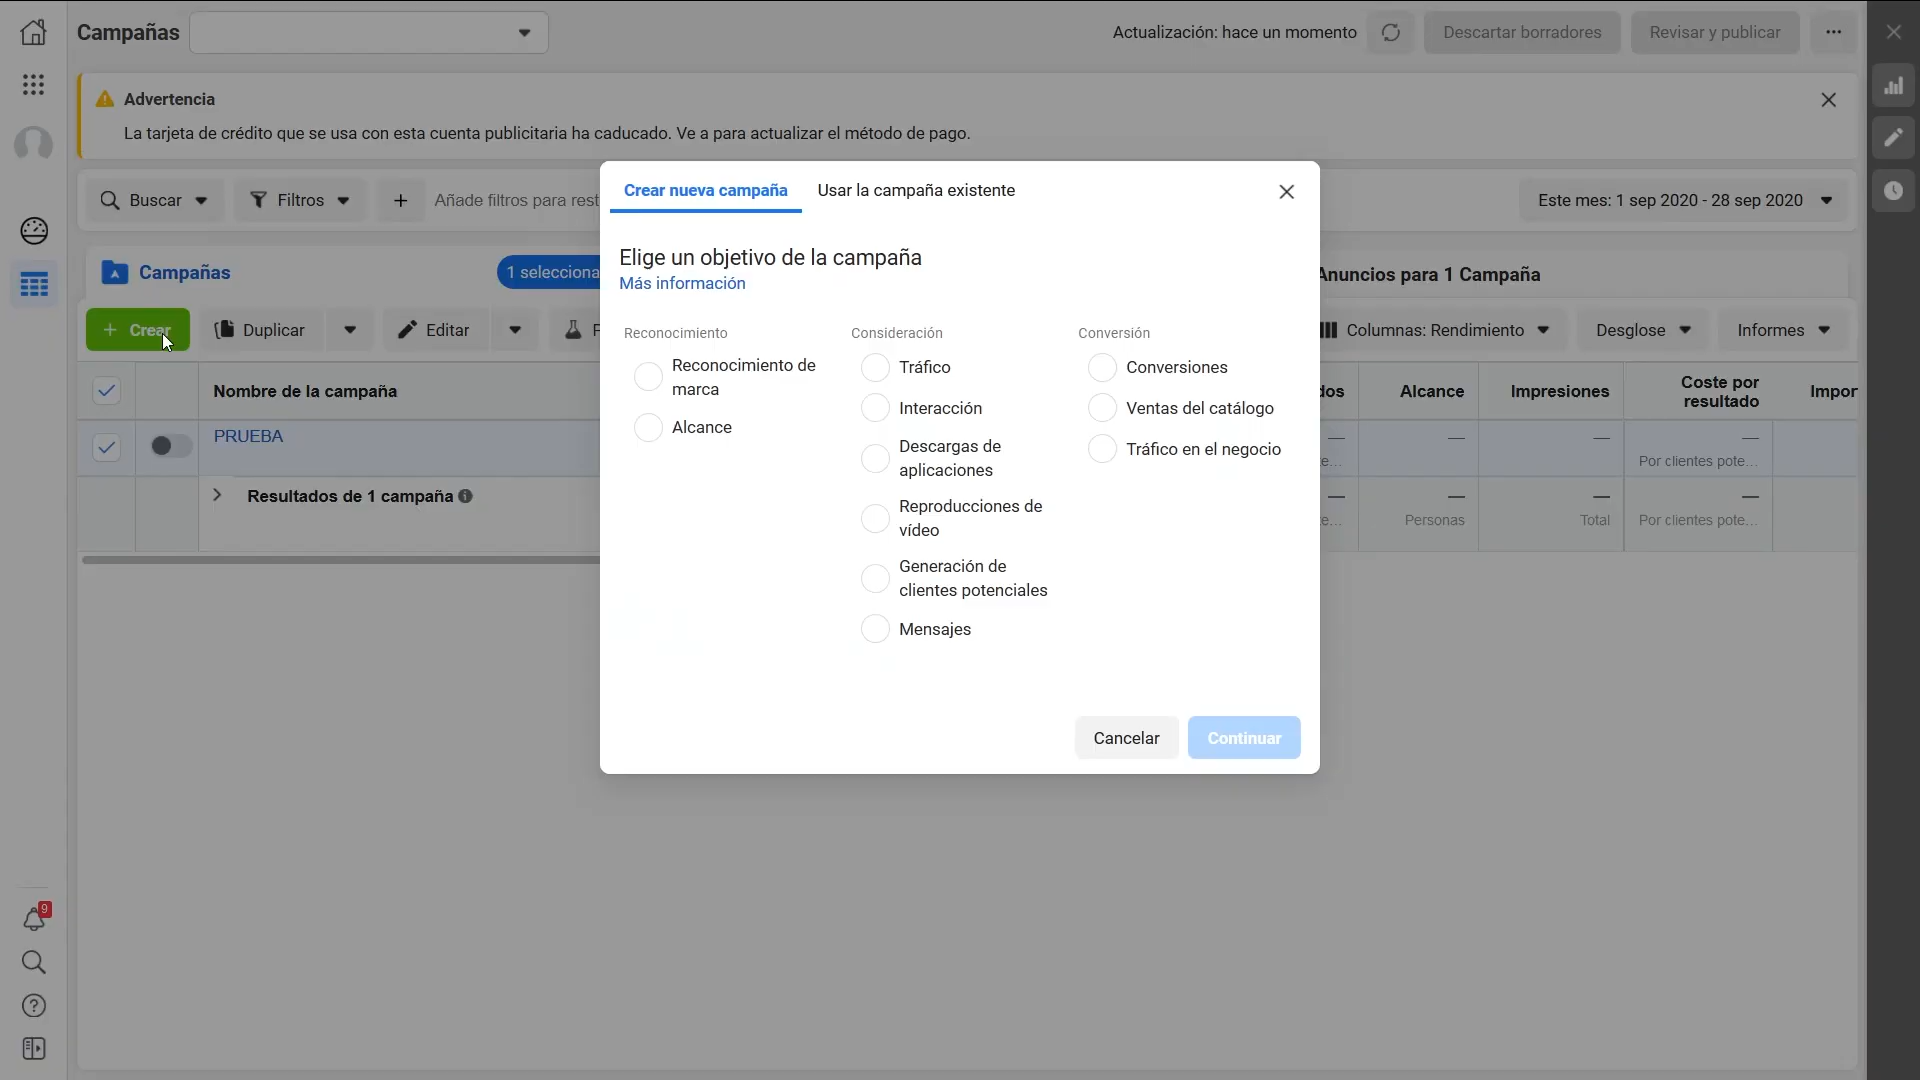 Campañas
Actualización: hace un momento
Descartar borradores
Revisar y publicar
Advertencia
La tarjeta de crédito que se usa con esta cuenta publicitaria ha caducado. Ve a para actualizar el método de pago.
Buscar
Filtros
Añade filtros para rest
Este mes: 1 sep 2020 - 28 sep 2020
Campañas
1 selecciona
Anuncios para 1 Campaña
+ Crear
Duplicar
Editar
Columnas: Rendimiento
Desglose
Informes
Nombre de la campaña
dos
Alcance
Impresiones
Coste por
resultado
Impor
PRUEBA
—
—
—
—
e...
Por clientes pote...
Resultados de 1 campaña
—
—
—
—
e...
Personas
Total
Por clientes pote...
Crear nueva campaña
Usar la campaña existente
Elige un objetivo de la campaña
Más información
Reconocimiento
Reconocimiento de
marca
Alcance
Consideración
Tráfico
Interacción
Descargas de
aplicaciones
Reproducciones de
vídeo
Generación de
clientes potenciales
Mensajes
Conversión
Conversiones
Ventas del catálogo
Tráfico en el negocio
Cancelar
Continuar
9